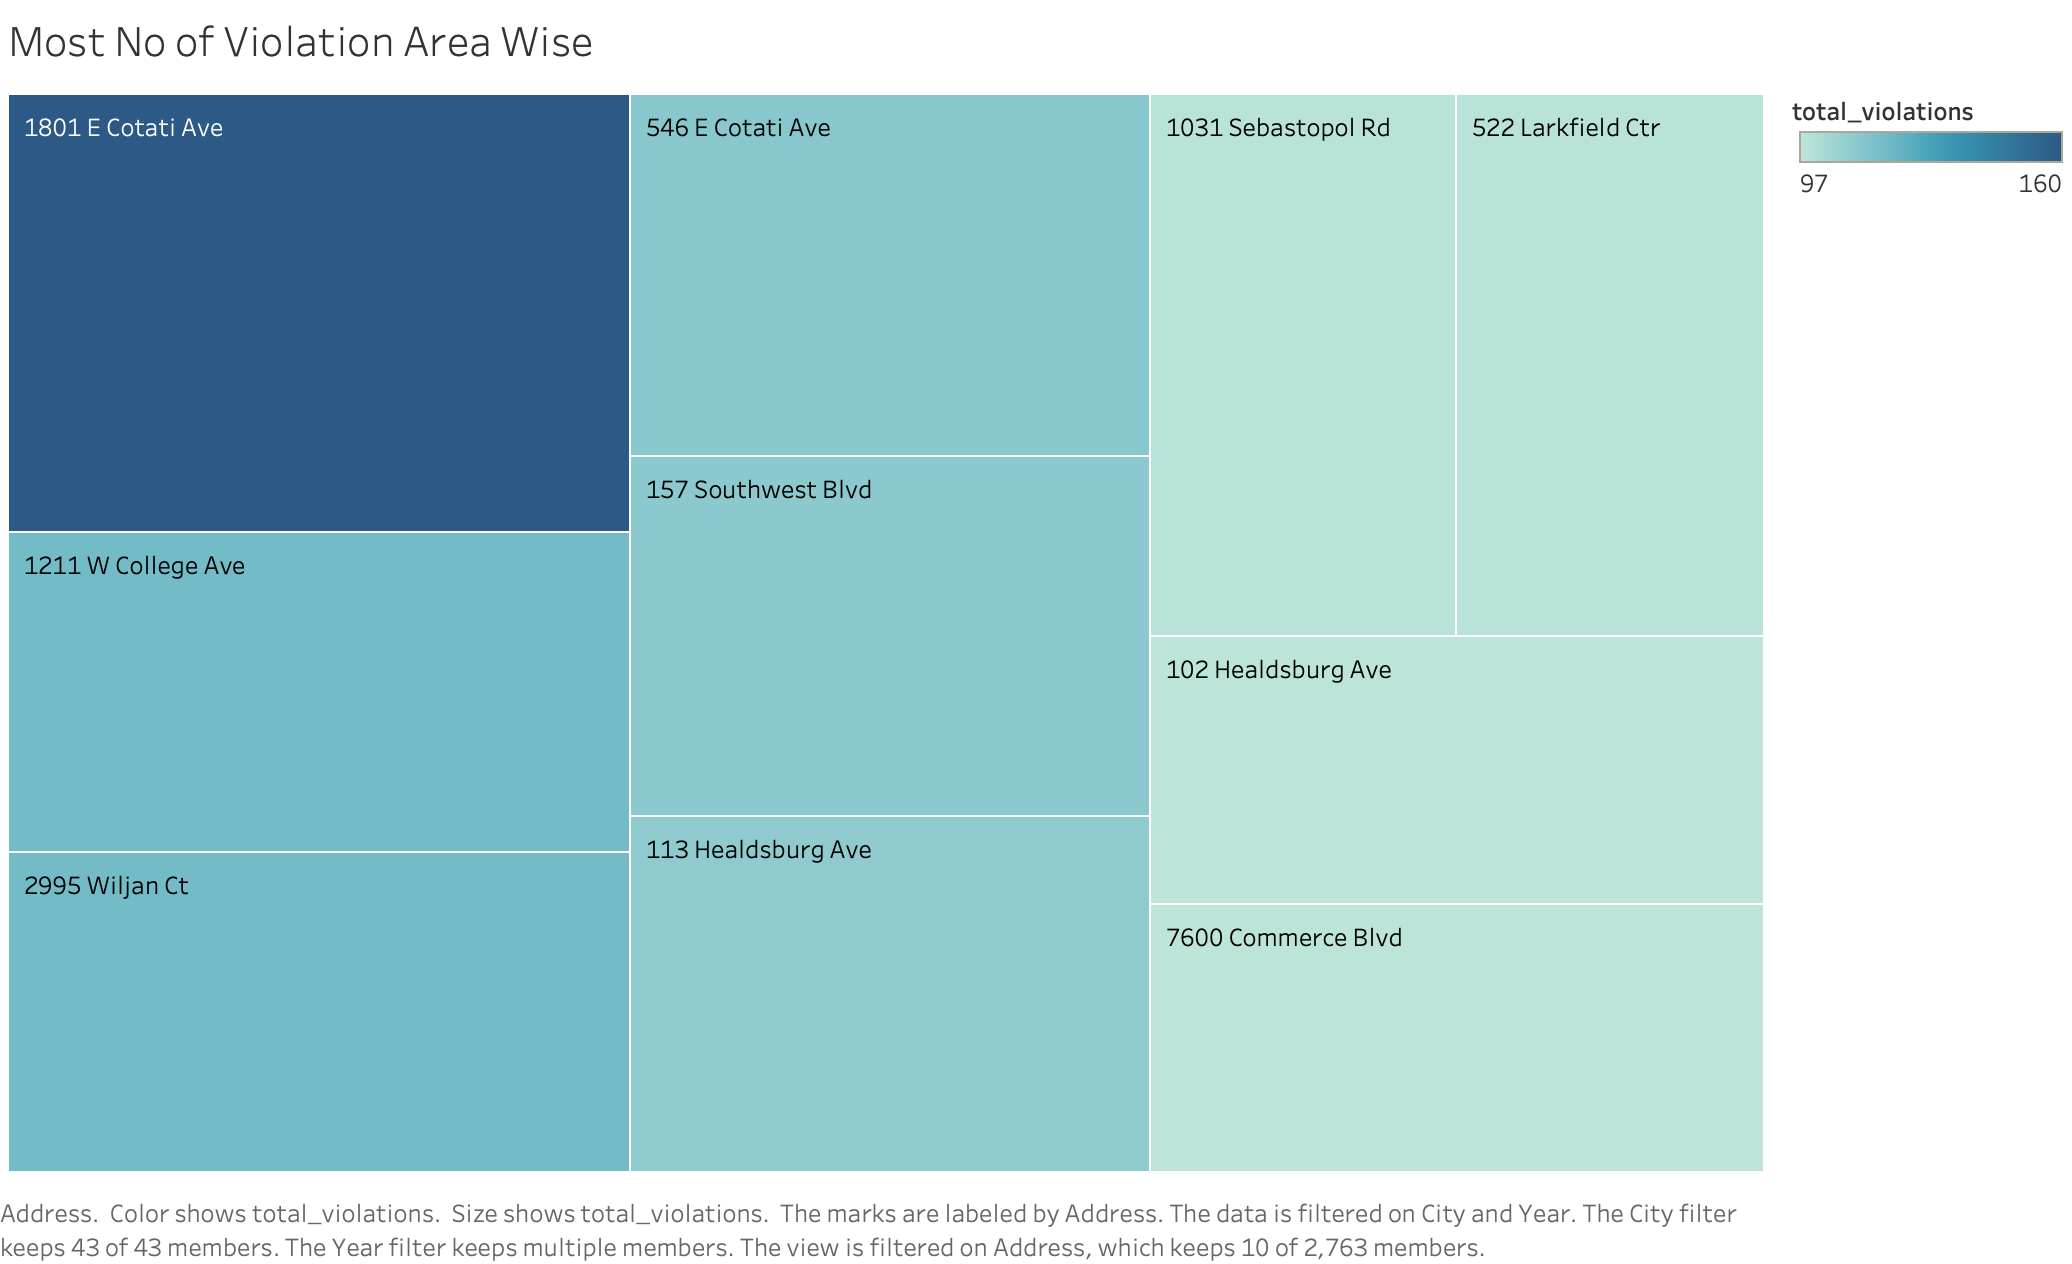 Most No of Violation Area Wise
1801 E Cotati Ave
1211 W College Ave
2995 Wiljan Ct
546 E Cotati Ave
157 Southwest Blvd
113 Healdsburg Ave
1031 Sebastopol Rd
522 Larkfield Ctr
102 Healdsburg Ave
7600 Commerce Blvd
total_violations
97
160
Address.  Color shows total_violations.  Size shows total_violations.  The marks are labeled by Address. The data is filtered on City and Year. The City filter
keeps 43 of 43 members. The Year filter keeps multiple members. The view is filtered on Address, which keeps 10 of 2,763 members.